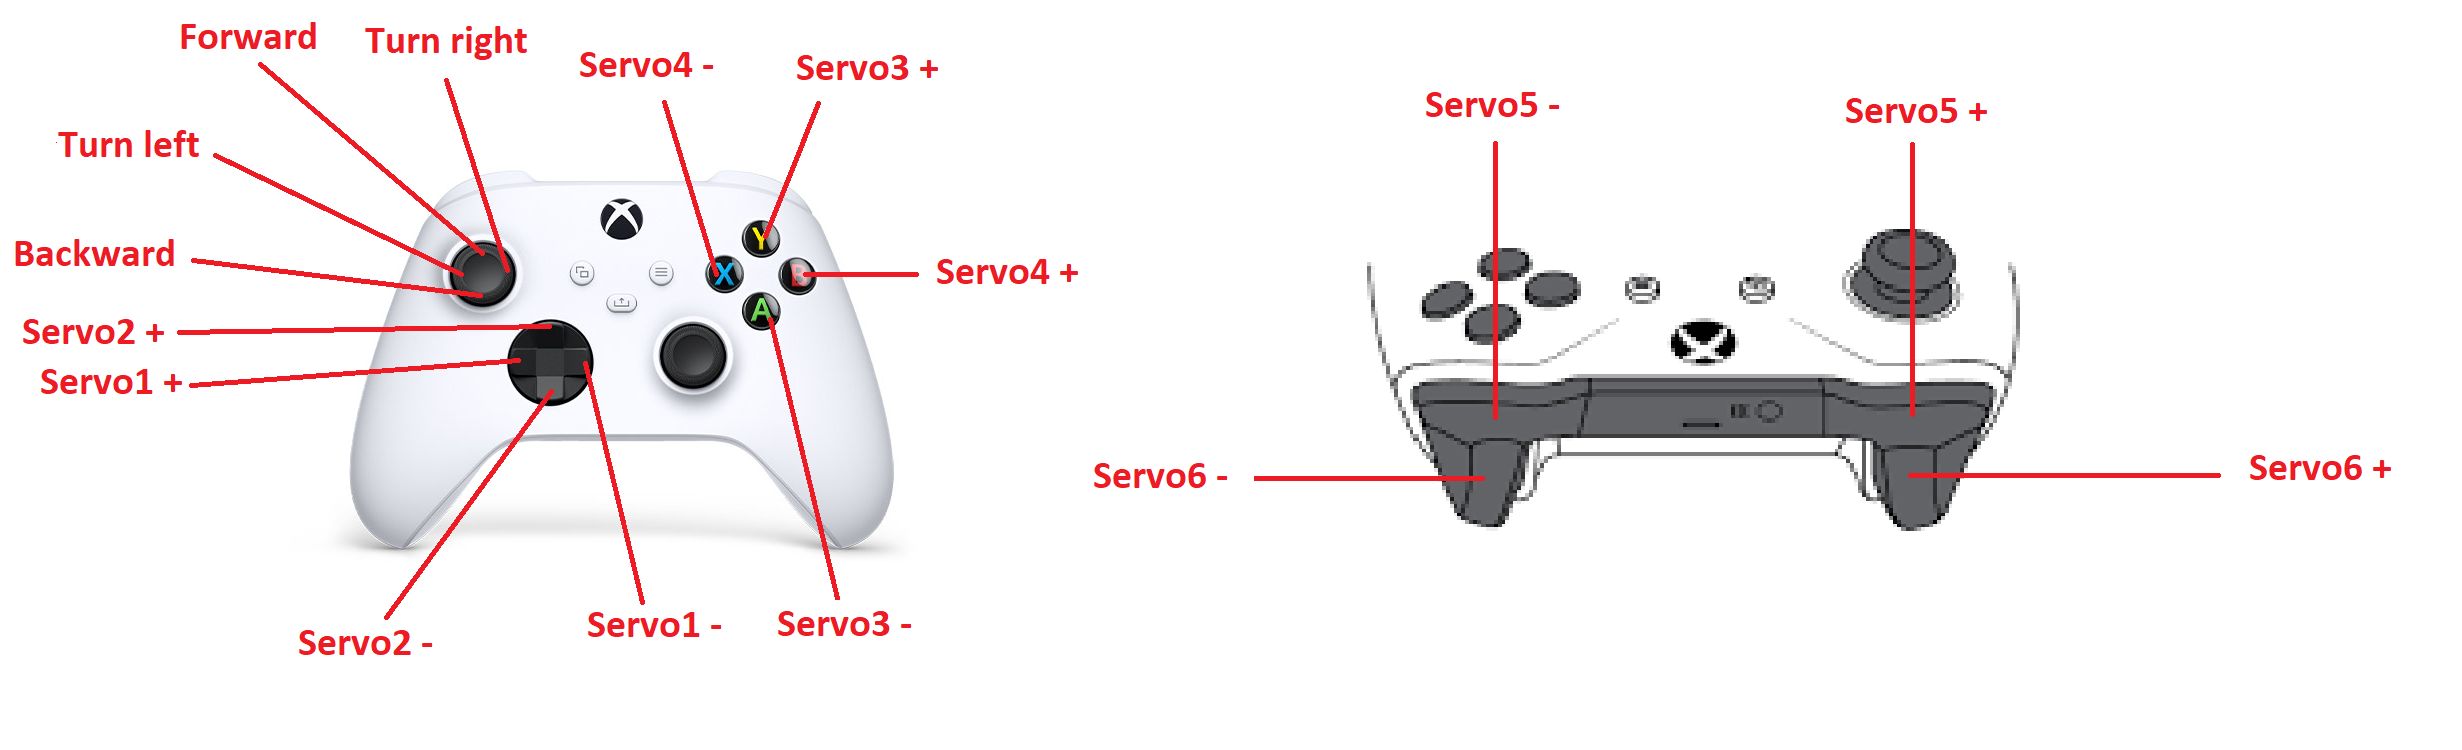 Forward
Turn right
Servo4 -
Servo3 +
Turn left
Backward
Servo2 +
Servo1 +
Y
X
B
A
Servo4 +
Servo2 -
Servo1 -
Servo3 -
Servo5 -
Servo5 +
Servo6 -
Servo6 +